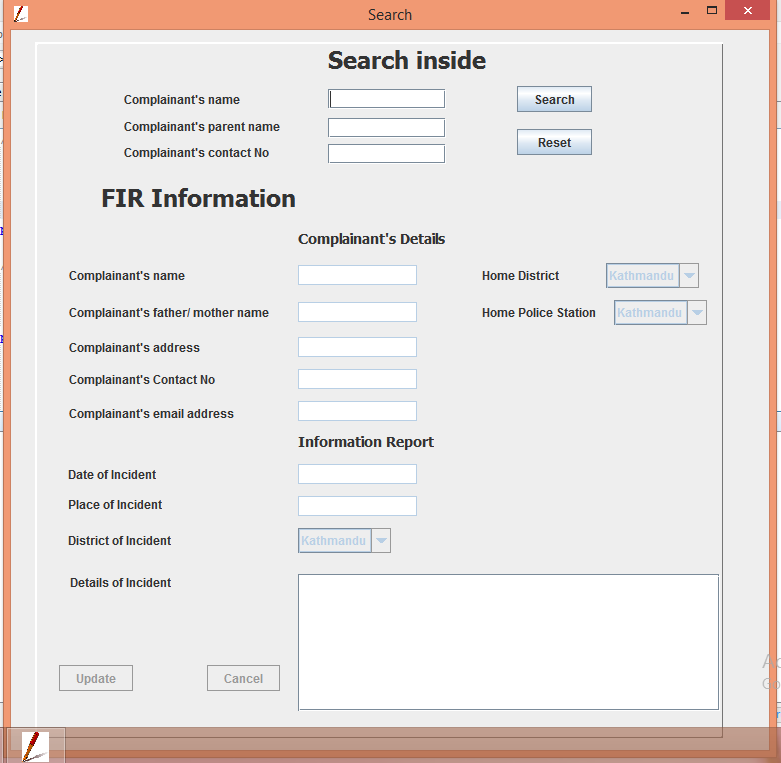 Search
Search inside
Complainant's name
Search
Complainant's parent name
Reset
Complainant's contact No
FIR Information
Complainant's Details
Complainant's name
Home District
Kathmandu
Complainant's father/ mother name
Home Police Station
Kathmandu
Complainant's address
Complainant's Contact No
Complainant's email address
Information Report
Date of Incident
Place of Incident
District of Incident
Kathmandu
Details of Incident
Update
Cancel